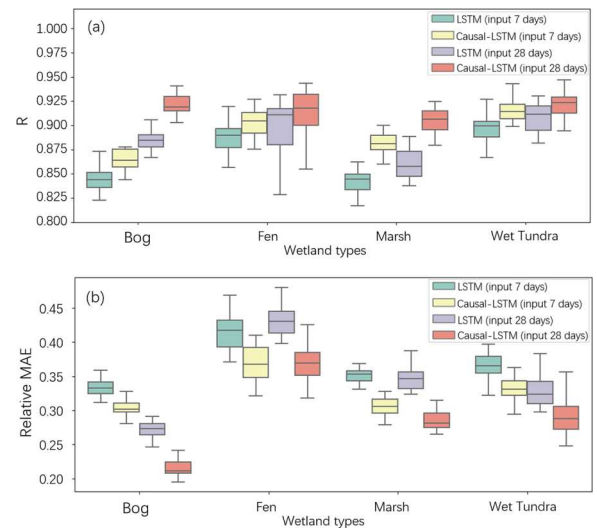 (a)
LSTM (input 7 days)
Causal-LSTM (input 7 days)
LSTM (input 28 days)
Causal-LSTM (input 28 days)
1.000
0.975
0.950
0.925
0.900
0.875
0.850
0.825
0.800
R
Bog Fen Marsh Wet Tundra
Wetland types
(b)
LSTM (input 7 days)
Causal-LSTM (input 7 days)
LSTM (input 28 days)
Causal-LSTM (input 28 days)
0.45
0.40
0.35
0.30
0.25
0.20
Relative MAE
Bog Fen Marsh Wet Tundra
Wetland types